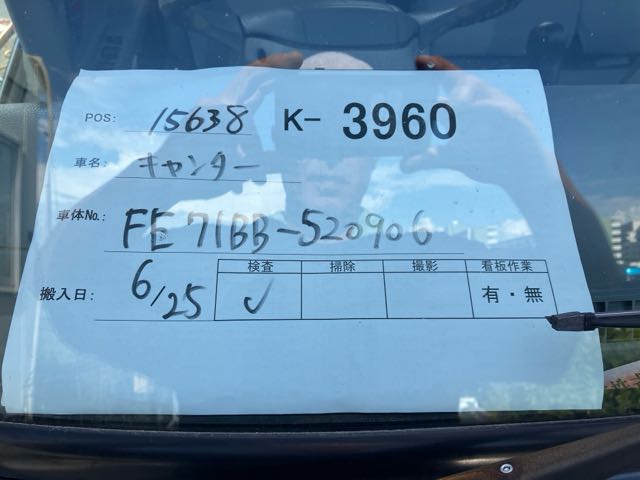 POS: 15638 K- 3960
車名: キャンター
車体No.: FE71BB-520906
検査 掃除 撮影 看板作業
搬入日: 6/25 ✓ 有・無